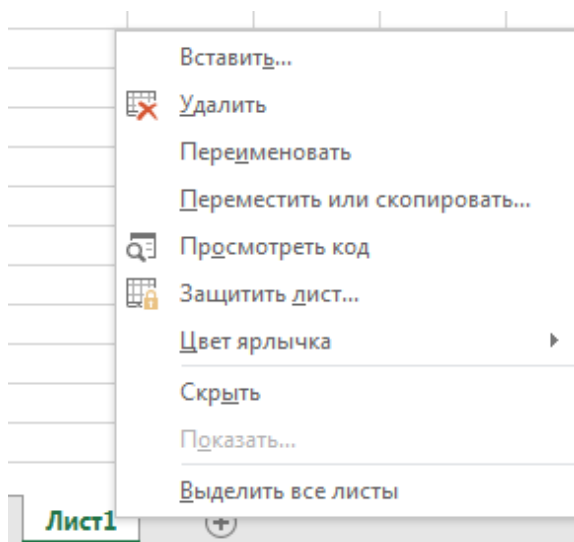 Вставить...
Удалить
Переименовать
Переместить или скопировать...
Просмотреть код
Защитить лист...
Цвет ярлычка
Скрыть
Показать...
Выделить все листы
Лист1